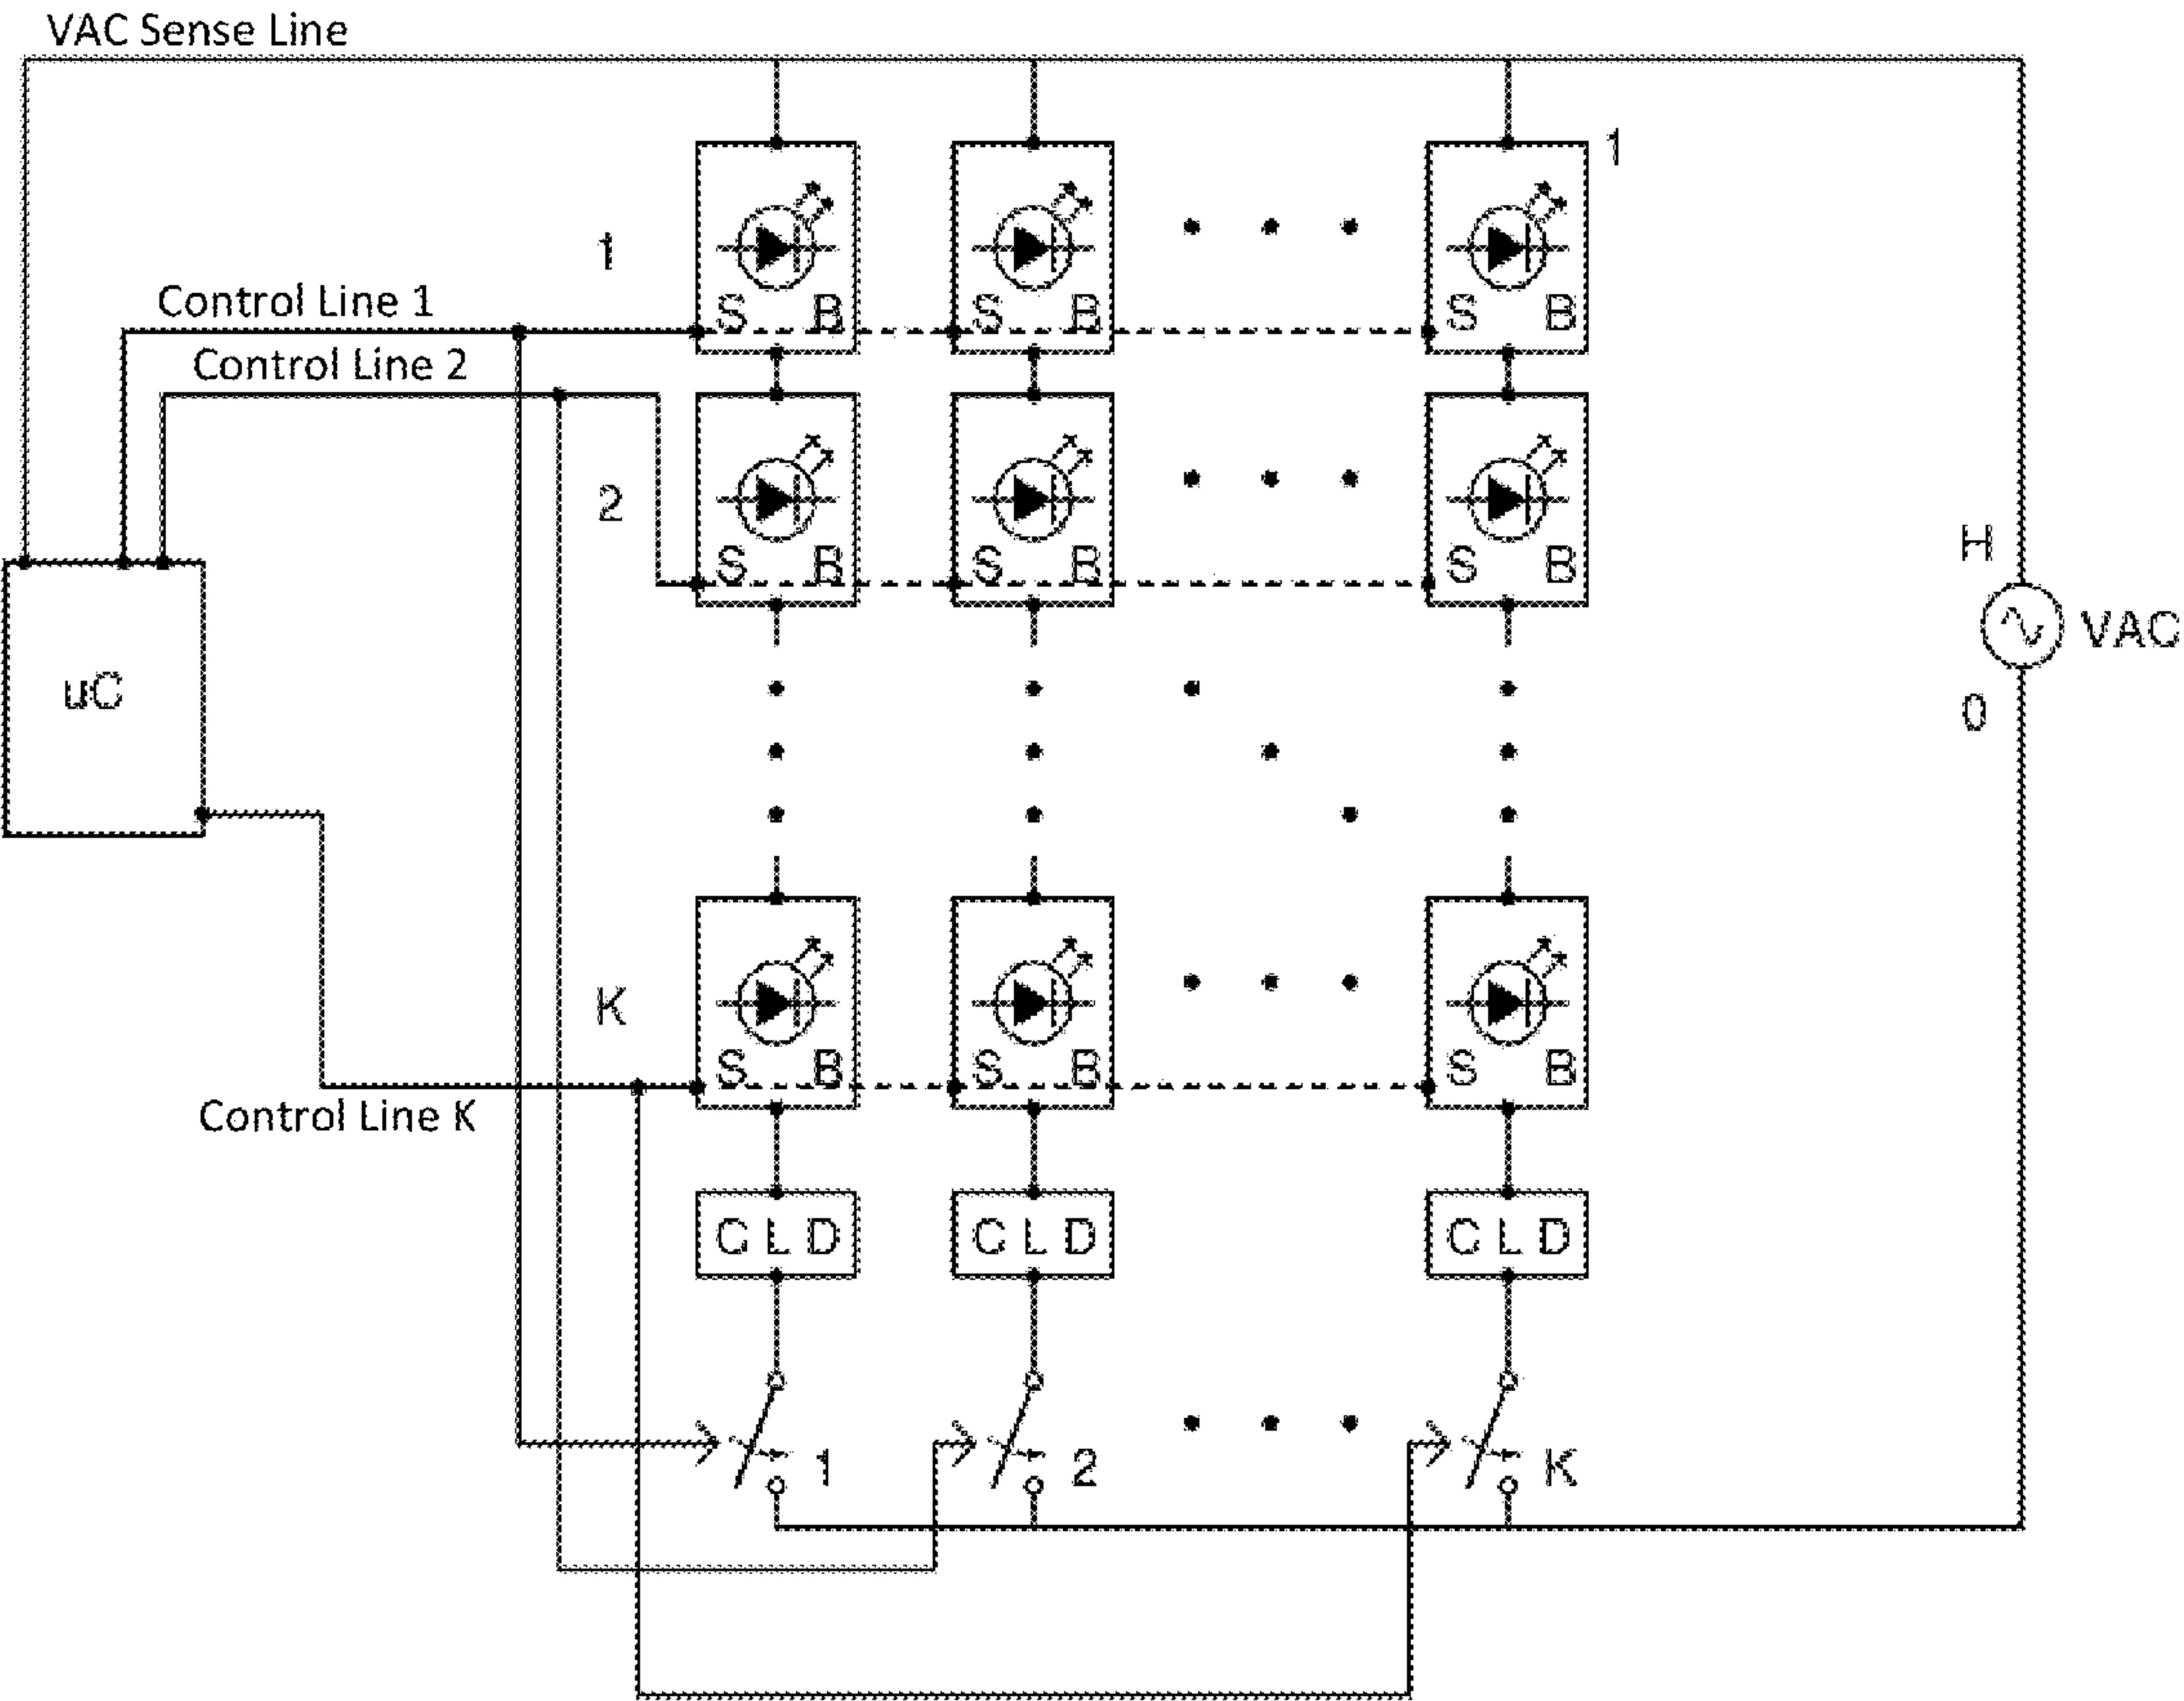 VAC Sense Line
1
1
Control Line 1
S B S B S B
Control Line 2
2
S B S B S B
H
VAC
uC
0
K
S B S B S B
Control Line K
CLD CLD CLD
1 2 K